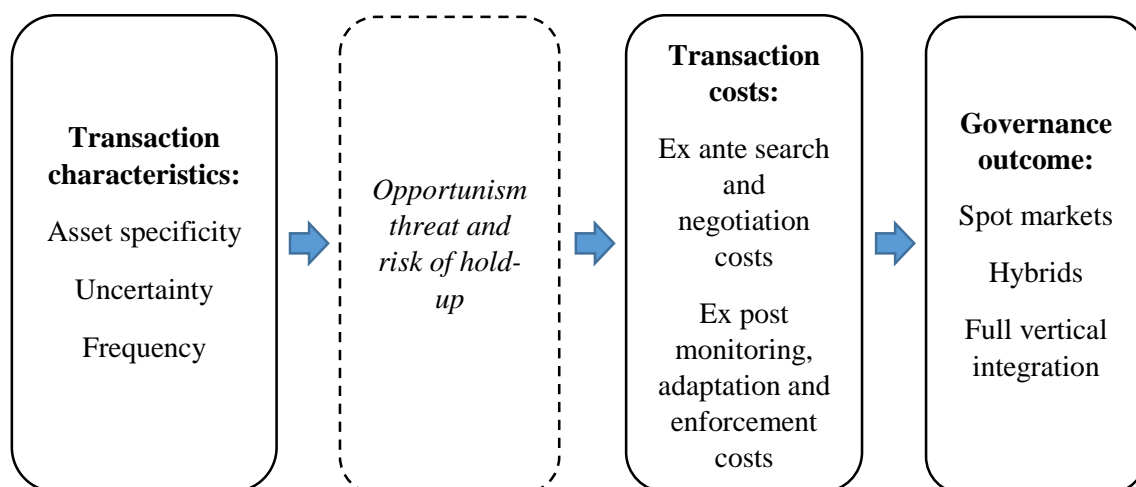 Transaction
characteristics:
Asset specificity
Uncertainty
Frequency
Opportunism
threat and
risk of hold-
up
Transaction
costs:
Ex ante search
and
negotiation
costs
Ex post
monitoring,
adaptation and
enforcement
costs
Governance
outcome:
Spot markets
Hybrids
Full vertical
integration